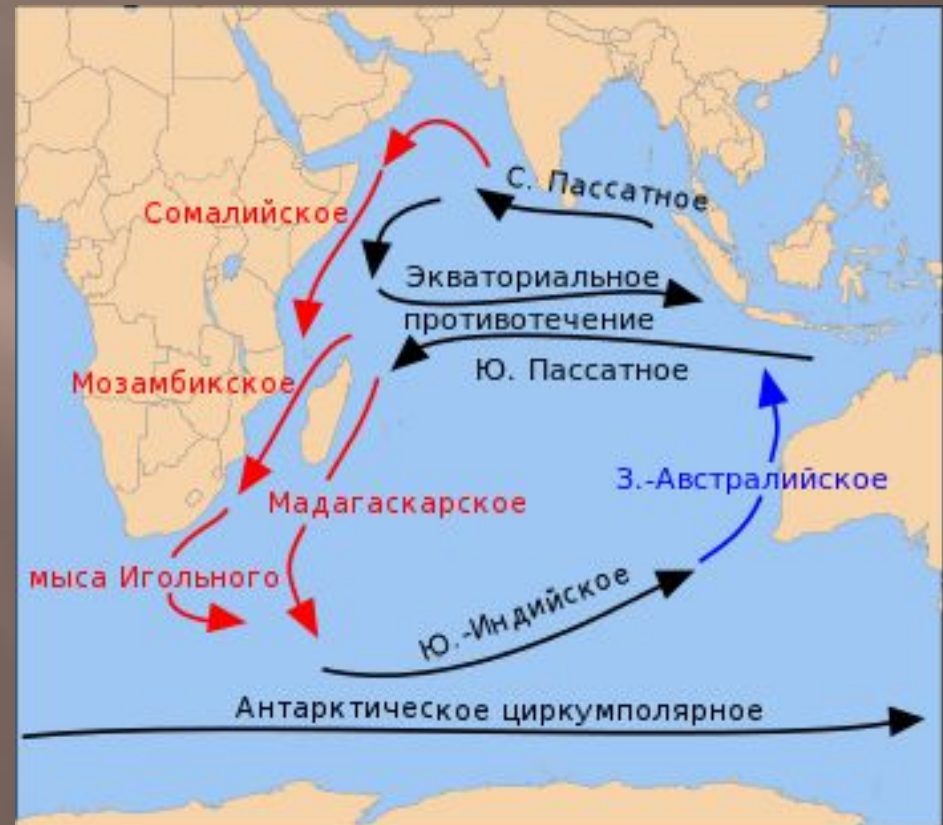 С. Пассатное
Сомалийское
Экваториальное
противотечение
Ю. Пассатное
Мозамбикское
З.-Австралийское
Мадагаскарское
мыса Игольного
Ю.-Индийское
Антарктическое циркумполярное